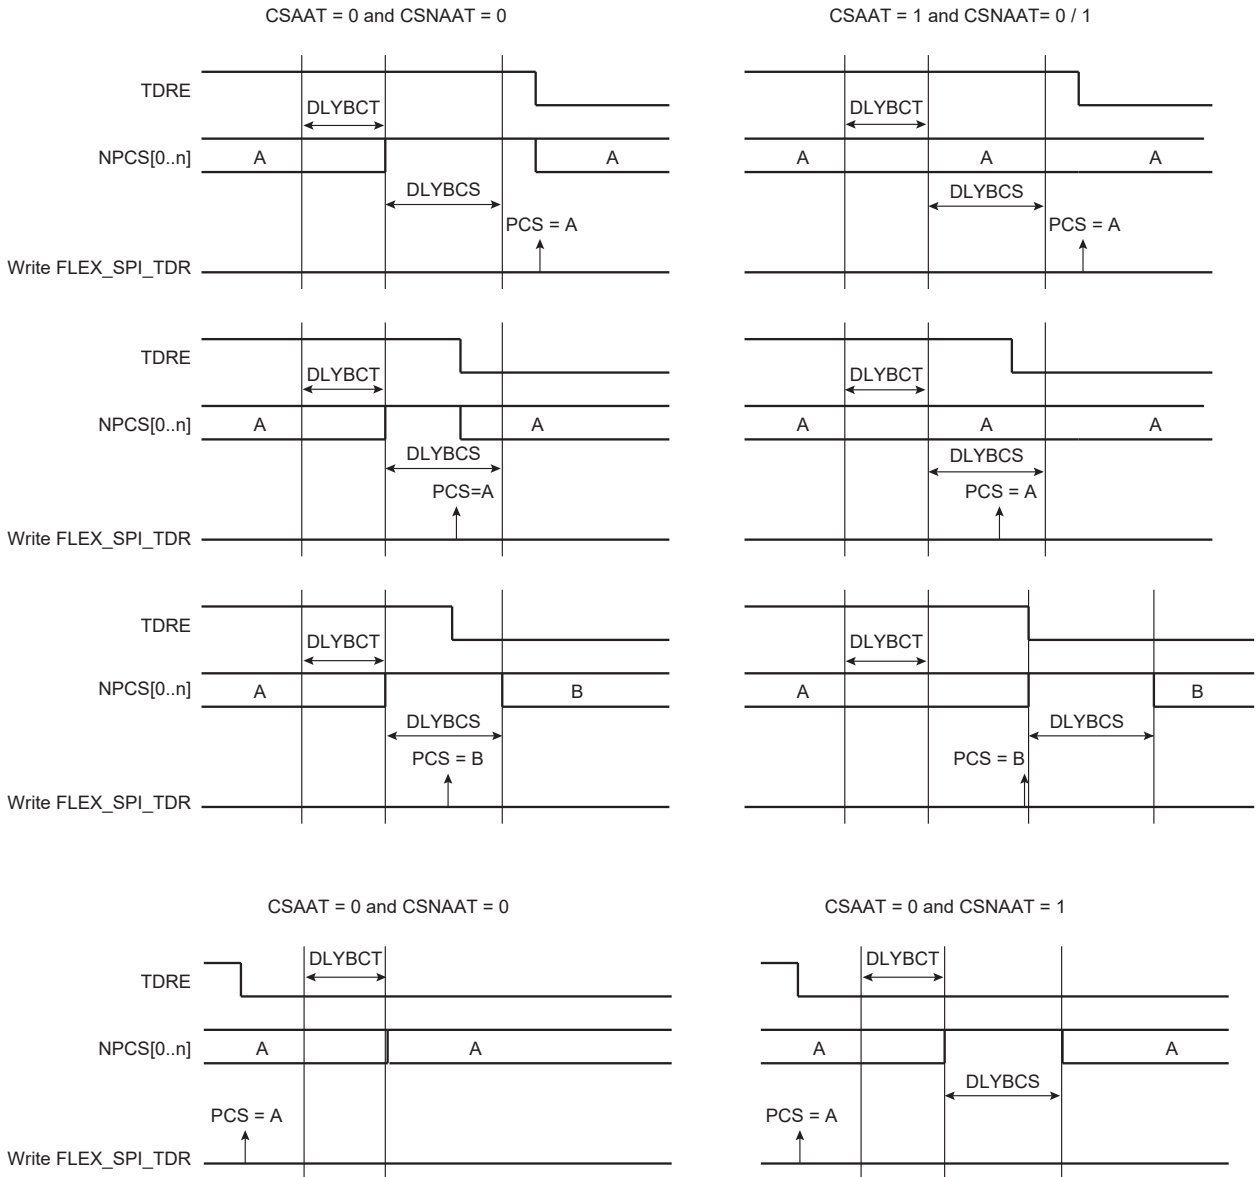 CSAAT = 0 and CSNAAT = 0
CSAAT = 1 and CSNAAT= 0 / 1
TDRE
DLYBCT
DLYBCT
NPCS[0..n]
A
A
A
A
A
DLYBCS
DLYBCS
PCS = A
PCS = A
Write FLEX_SPI_TDR
TDRE
DLYBCT
DLYBCT
NPCS[0..n]
A
A
A
A
A
DLYBCS
DLYBCS
PCS=A
PCS = A
Write FLEX_SPI_TDR
TDRE
DLYBCT
DLYBCT
NPCS[0..n]
A
B
A
B
DLYBCS
DLYBCS
PCS = B
PCS = B
Write FLEX_SPI_TDR
CSAAT = 0 and CSNAAT = 0
CSAAT = 0 and CSNAAT = 1
DLYBCT
DLYBCT
TDRE
NPCS[0..n]
A
A
A
A
DLYBCS
PCS = A
PCS = A
Write FLEX_SPI_TDR